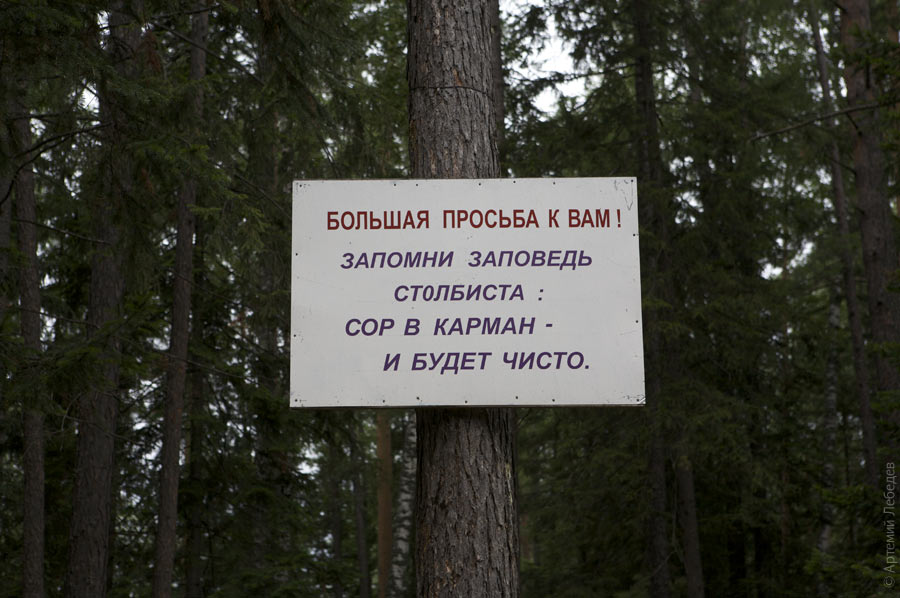 БОЛЬШАЯ ПРОСЬБА К ВАМ!
ЗАПОМНИ ЗАПОВЕДЬ
СТ0ЛБИСТА :
СОР В КАРМАН -
И БУДЕТ ЧИСТО.
© Артемий Лебедев